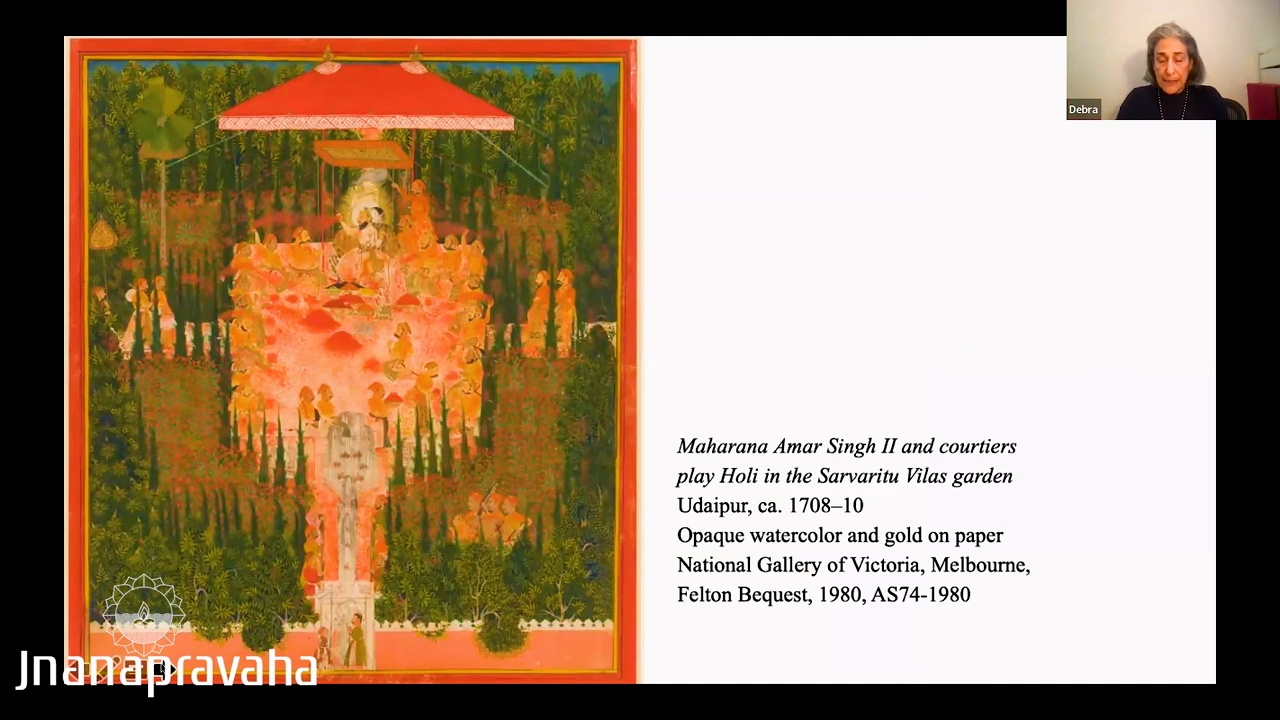 Debra
Maharana Amar Singh II and courtiers
play Holi in the Sarvaritu Vilas garden
Udaipur, ca. 1708–10
Opaque watercolor and gold on paper
National Gallery of Victoria, Melbourne,
Felton Bequest, 1980, AS74-1980
Jnanapravaha